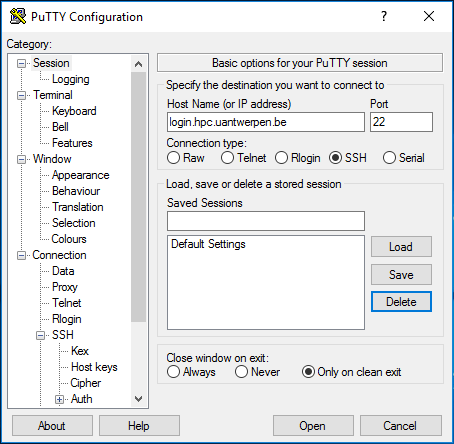 PuTTY Configuration
?
Category:
Session
Logging
Terminal
Keyboard
Bell
Features
Window
Appearance
Behaviour
Translation
Selection
Colours
Connection
Data
Proxy
Telnet
Rlogin
SSH
Kex
Host keys
Cipher
Auth
Basic options for your PuTTY session
Specify the destination you want to connect to
Host Name (or IP address) Port
login.hpc.uantwerpen.be 22
Connection type:
Raw Telnet Rlogin SSH Serial
Load, save or delete a stored session
Saved Sessions
Default Settings
Load
Save
Delete
Close window on exit:
Always Never Only on clean exit
About Help Open Cancel